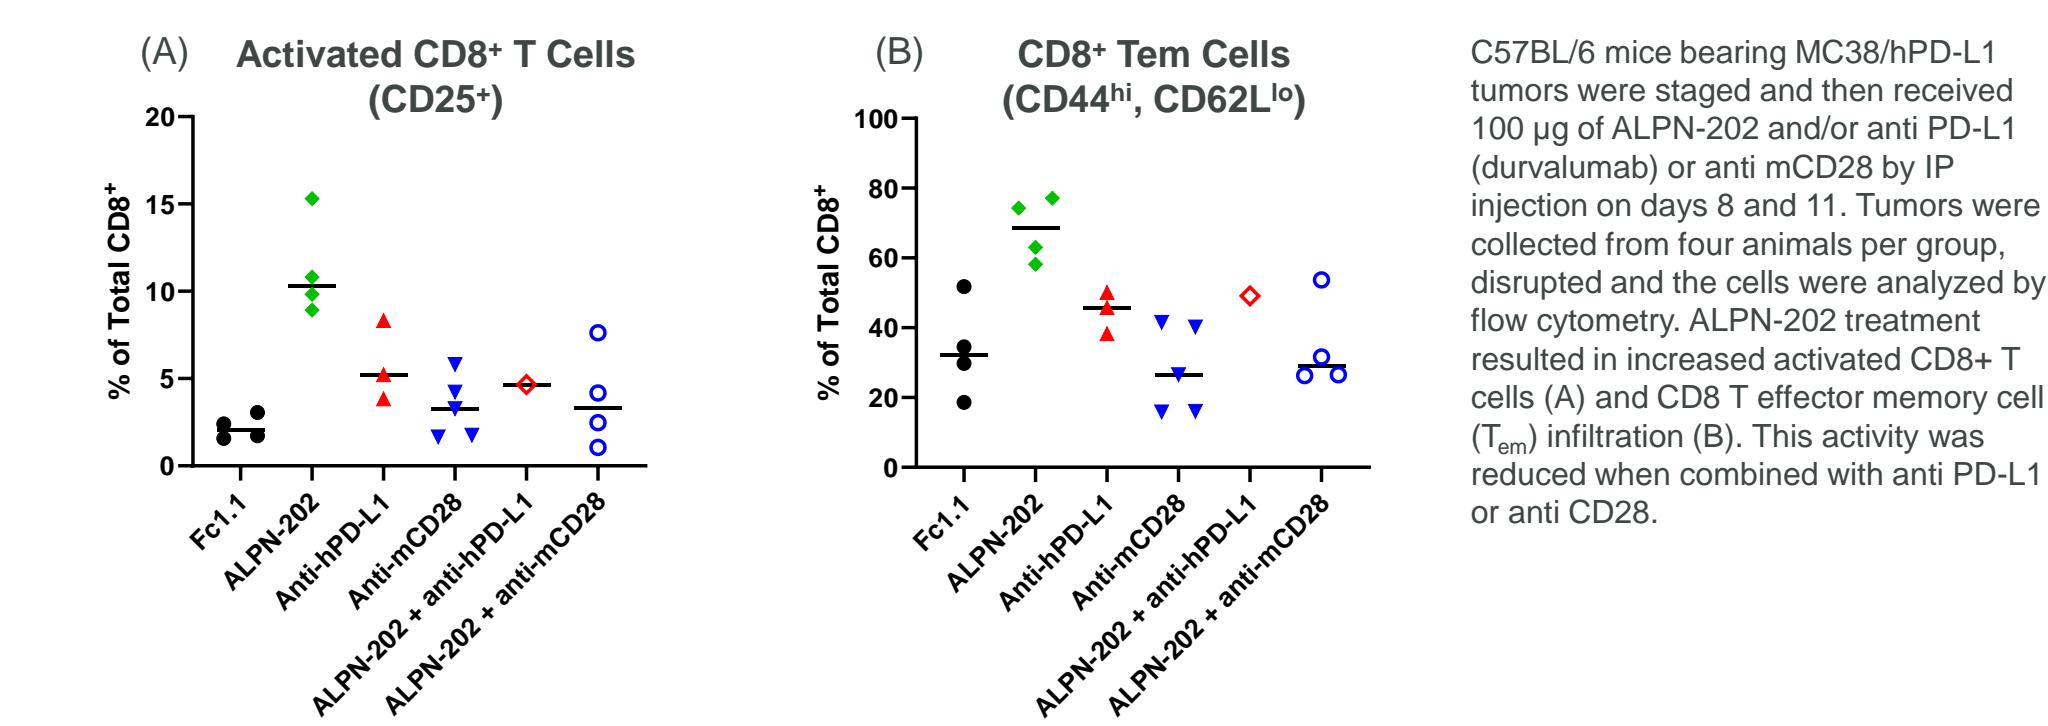 (A)
Activated CD8⁺ T Cells
(CD25⁺)
% of Total CD8⁺
20
15
10
5
0
Fc1.1
ALPN-202
Anti-hPD-L1
Anti-mCD28
ALPN-202 + anti-hPD-L1
ALPN-202 + anti-mCD28
(B)
CD8⁺ Tem Cells
(CD44ʰⁱ, CD62Lˡᵒ)
% of Total CD8⁺
100
80
60
40
20
0
Fc1.1
ALPN-202
Anti-hPD-L1
Anti-mCD28
ALPN-202 + anti-hPD-L1
ALPN-202 + anti-mCD28
C57BL/6 mice bearing MC38/hPD-L1
tumors were staged and then received
100 μg of ALPN-202 and/or anti PD-L1
(durvalumab) or anti mCD28 by IP
injection on days 8 and 11. Tumors were
collected from four animals per group,
disrupted and the cells were analyzed by
flow cytometry. ALPN-202 treatment
resulted in increased activated CD8+ T
cells (A) and CD8 T effector memory cell
(Tₑₘ) infiltration (B). This activity was
reduced when combined with anti PD-L1
or anti CD28.